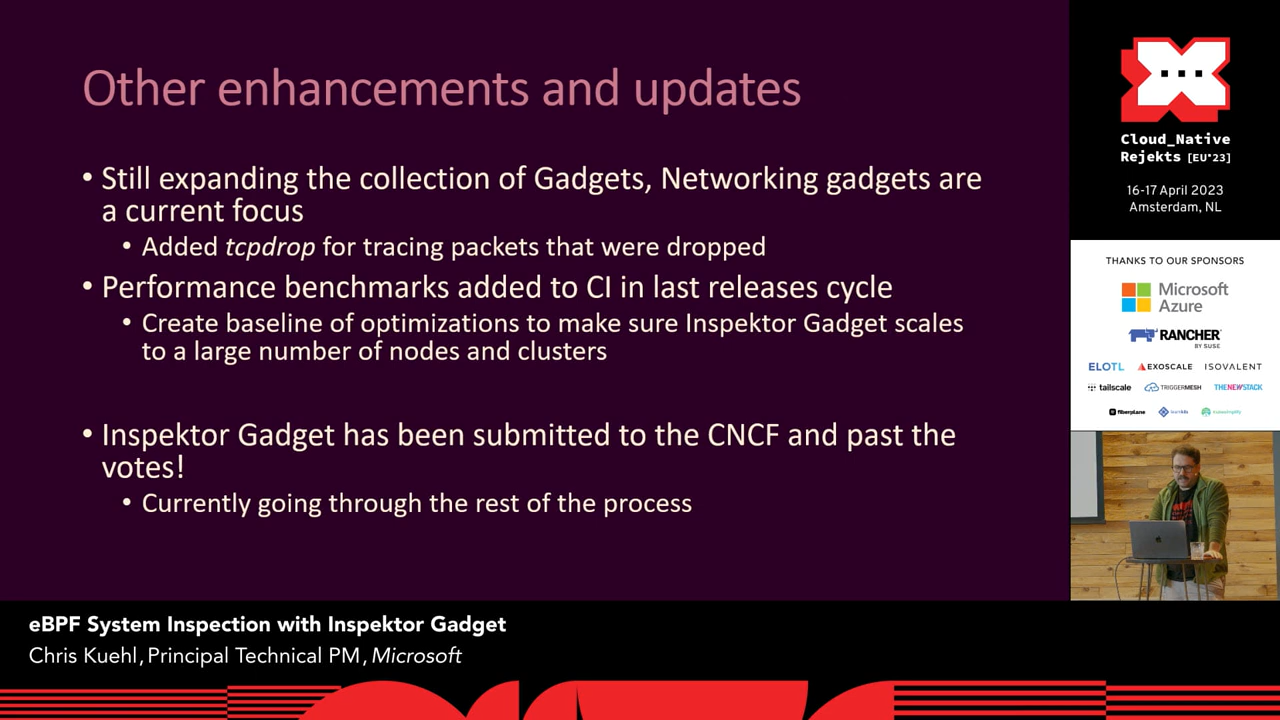 Other enhancements and updates
• Still expanding the collection of Gadgets, Networking gadgets are
a current focus
• Added tcpdrop for tracing packets that were dropped
• Performance benchmarks added to CI in last releases cycle
• Create baseline of optimizations to make sure Inspektor Gadget scales
to a large number of nodes and clusters
• Inspektor Gadget has been submitted to the CNCF and past the
votes!
• Currently going through the rest of the process
Cloud_Native
Rejekts [EU"23]
16-17 April 2023
Amsterdam, NL
THANKS TO OUR SPONSORS
Microsoft
Azure
RANCHER
BY SUSE
ELOTL EXOSCALE ISOVALENT
tailscale TRIGGERMESH THENEWSTACK
fiberplane
eBPF System Inspection with Inspektor Gadget
Chris Kuehl, Principal Technical PM, Microsoft